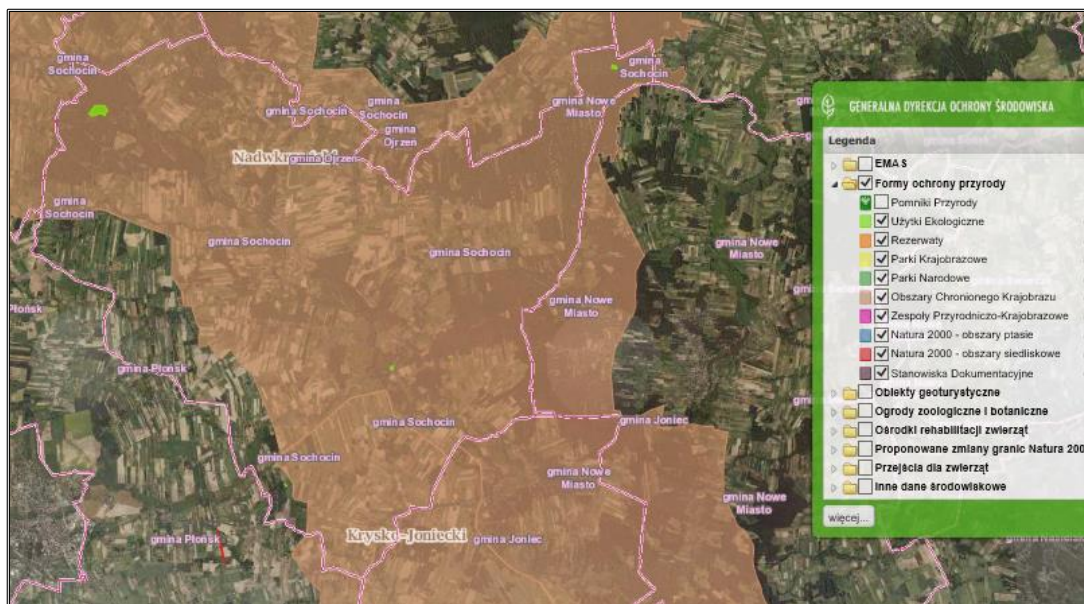 gmina
Sochocin
gmina
Sochocin
gmina Sochocin
gmina
Sochocin
gmina Nowe
Miasto
gmina
Ojrzen
Nadwkrzański
gmina Ojrzen
gmina
Sochocin
gmina Sochocin
gmina Sochocin
gmina Nowe
Miasto
Płońsk
gmina Nowe
Miasto
gmina Płońsk
gmina Sochocin
gmina Joniec
gmina Sochocin
gmina Nowe
Miasto
gmina Nowe
Miasto
gmina Płońsk
Krysko-Joniecki
gmina Joniec
GENERALNA DYREKCJA OCHRONY ŚRODOWISKA
Legenda
EMAS
Formy ochrony przyrody
Pomniki Przyrody
Użytki Ekologiczne
Rezerwaty
Parki Krajobrazowe
Parki Narodowe
Obszary Chronionego Krajobrazu
Zespoły Przyrodniczo-Krajobrazowe
Natura 2000 - obszary ptasie
Natura 2000 - obszary siedliskowe
Stanowiska Dokumentacyjne
Obiekty geoturystyczne
Ogrody zoologiczne i botaniczne
Ośrodki rehabilitacji zwierząt
Proponowane zmiany granic Natura 200
Przejścia dla zwierząt
Inne dane środowiskowe
więcej...